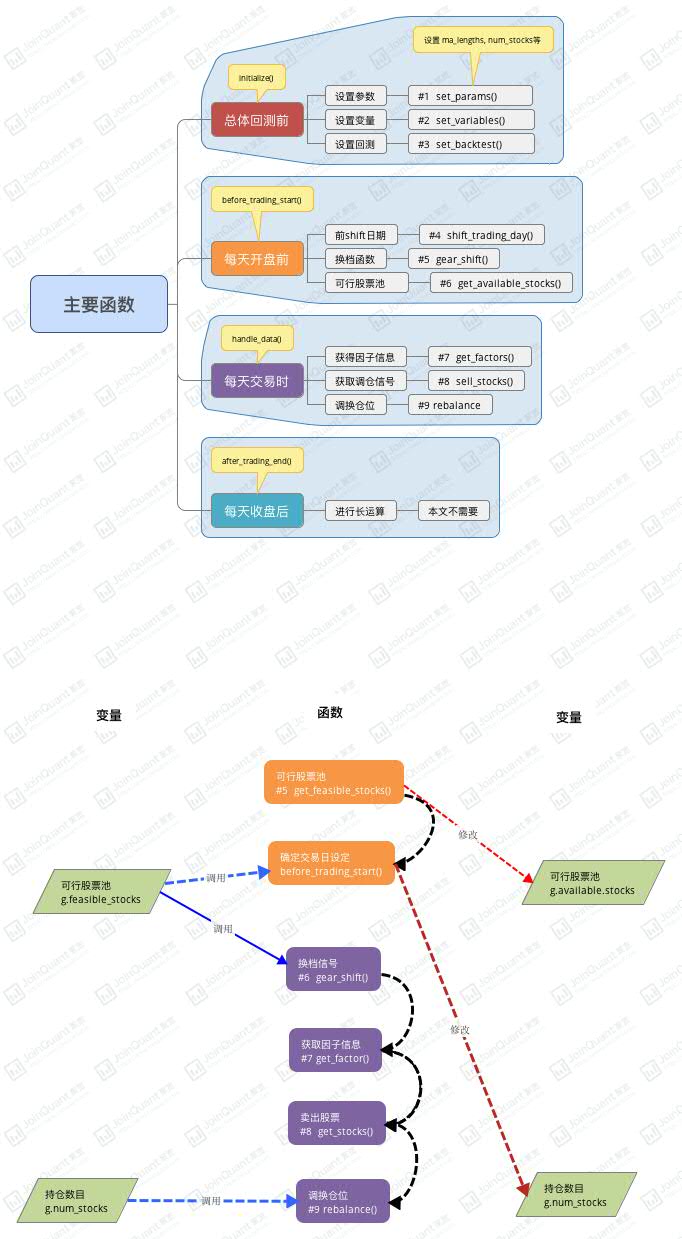 设置 ma_lengths, num_stocks等
initialize()
总体回测前
设置参数
#1 set_params()
设置变量
#2 set_variables()
设置回测
#3 set_backtest()
before_trading_start()
每天开盘前
前shift日期
#4 shift_trading_day()
换档函数
#5 gear_shift()
可行股票池
#6 get_available_stocks()
主要函数
handle_data()
每天交易时
获得因子信息
#7 get_factors()
获取调仓信号
#8 sell_stocks()
调换仓位
#9 rebalance
after_trading_end()
每天收盘后
进行长运算
本文不需要
变量
函数
变量
可行股票池
#5 get_feasible_stocks()
修改
确定交易日设定
before_trading_start()
调用
可行股票池
g.feasible_stocks
可行股票池
g.available.stocks
调用
换档信号
#6 gear_shift()
修改
获取因子信息
#7 get_factor()
卖出股票
#8 get_stocks()
持仓数目
g.num_stocks
调用
调换仓位
#9 rebalance()
持仓数目
g.num_stocks
JoinQuant 聚宽